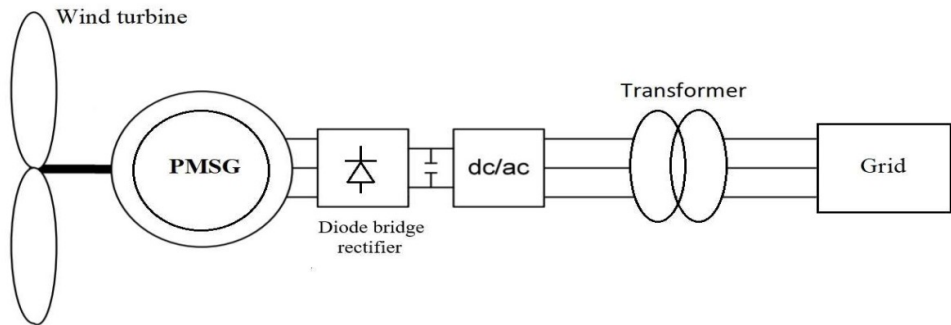 Wind turbine
PMSG
Diode bridge
rectifier
dc/ac
Transformer
Grid